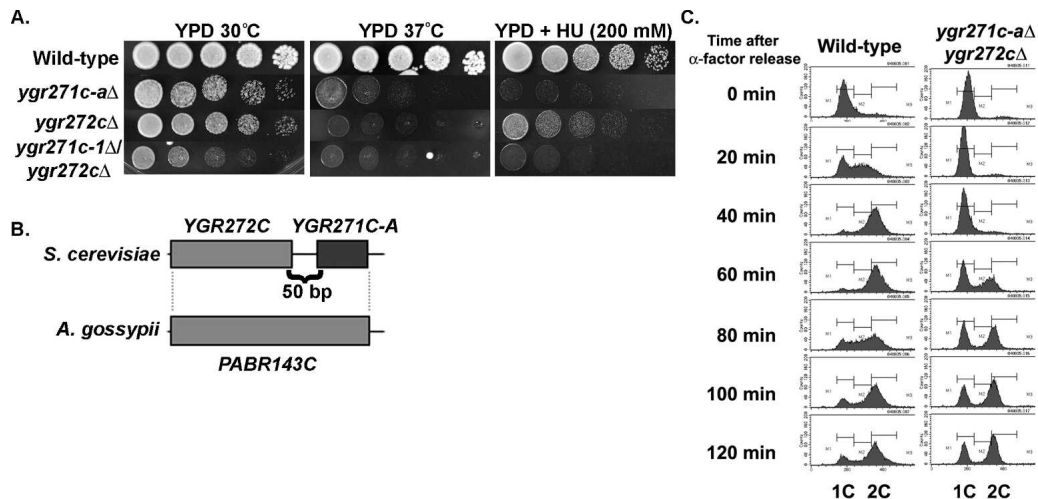 A.
YPD 30°C
YPD 37°C
YPD + HU (200 mM)
Wild-type
ygr271c-aΔ
ygr272cΔ
ygr271c-1Δ/
ygr272cΔ
B.
YGR272C
YGR271C-A
S. cerevisiae
50 bp
A. gossypii
PABR143C
C.
Time after
α-factor release
Wild-type
ygr271c-aΔ
ygr272cΔ
0 min
20 min
40 min
60 min
80 min
100 min
120 min
1C 2C
1C 2C